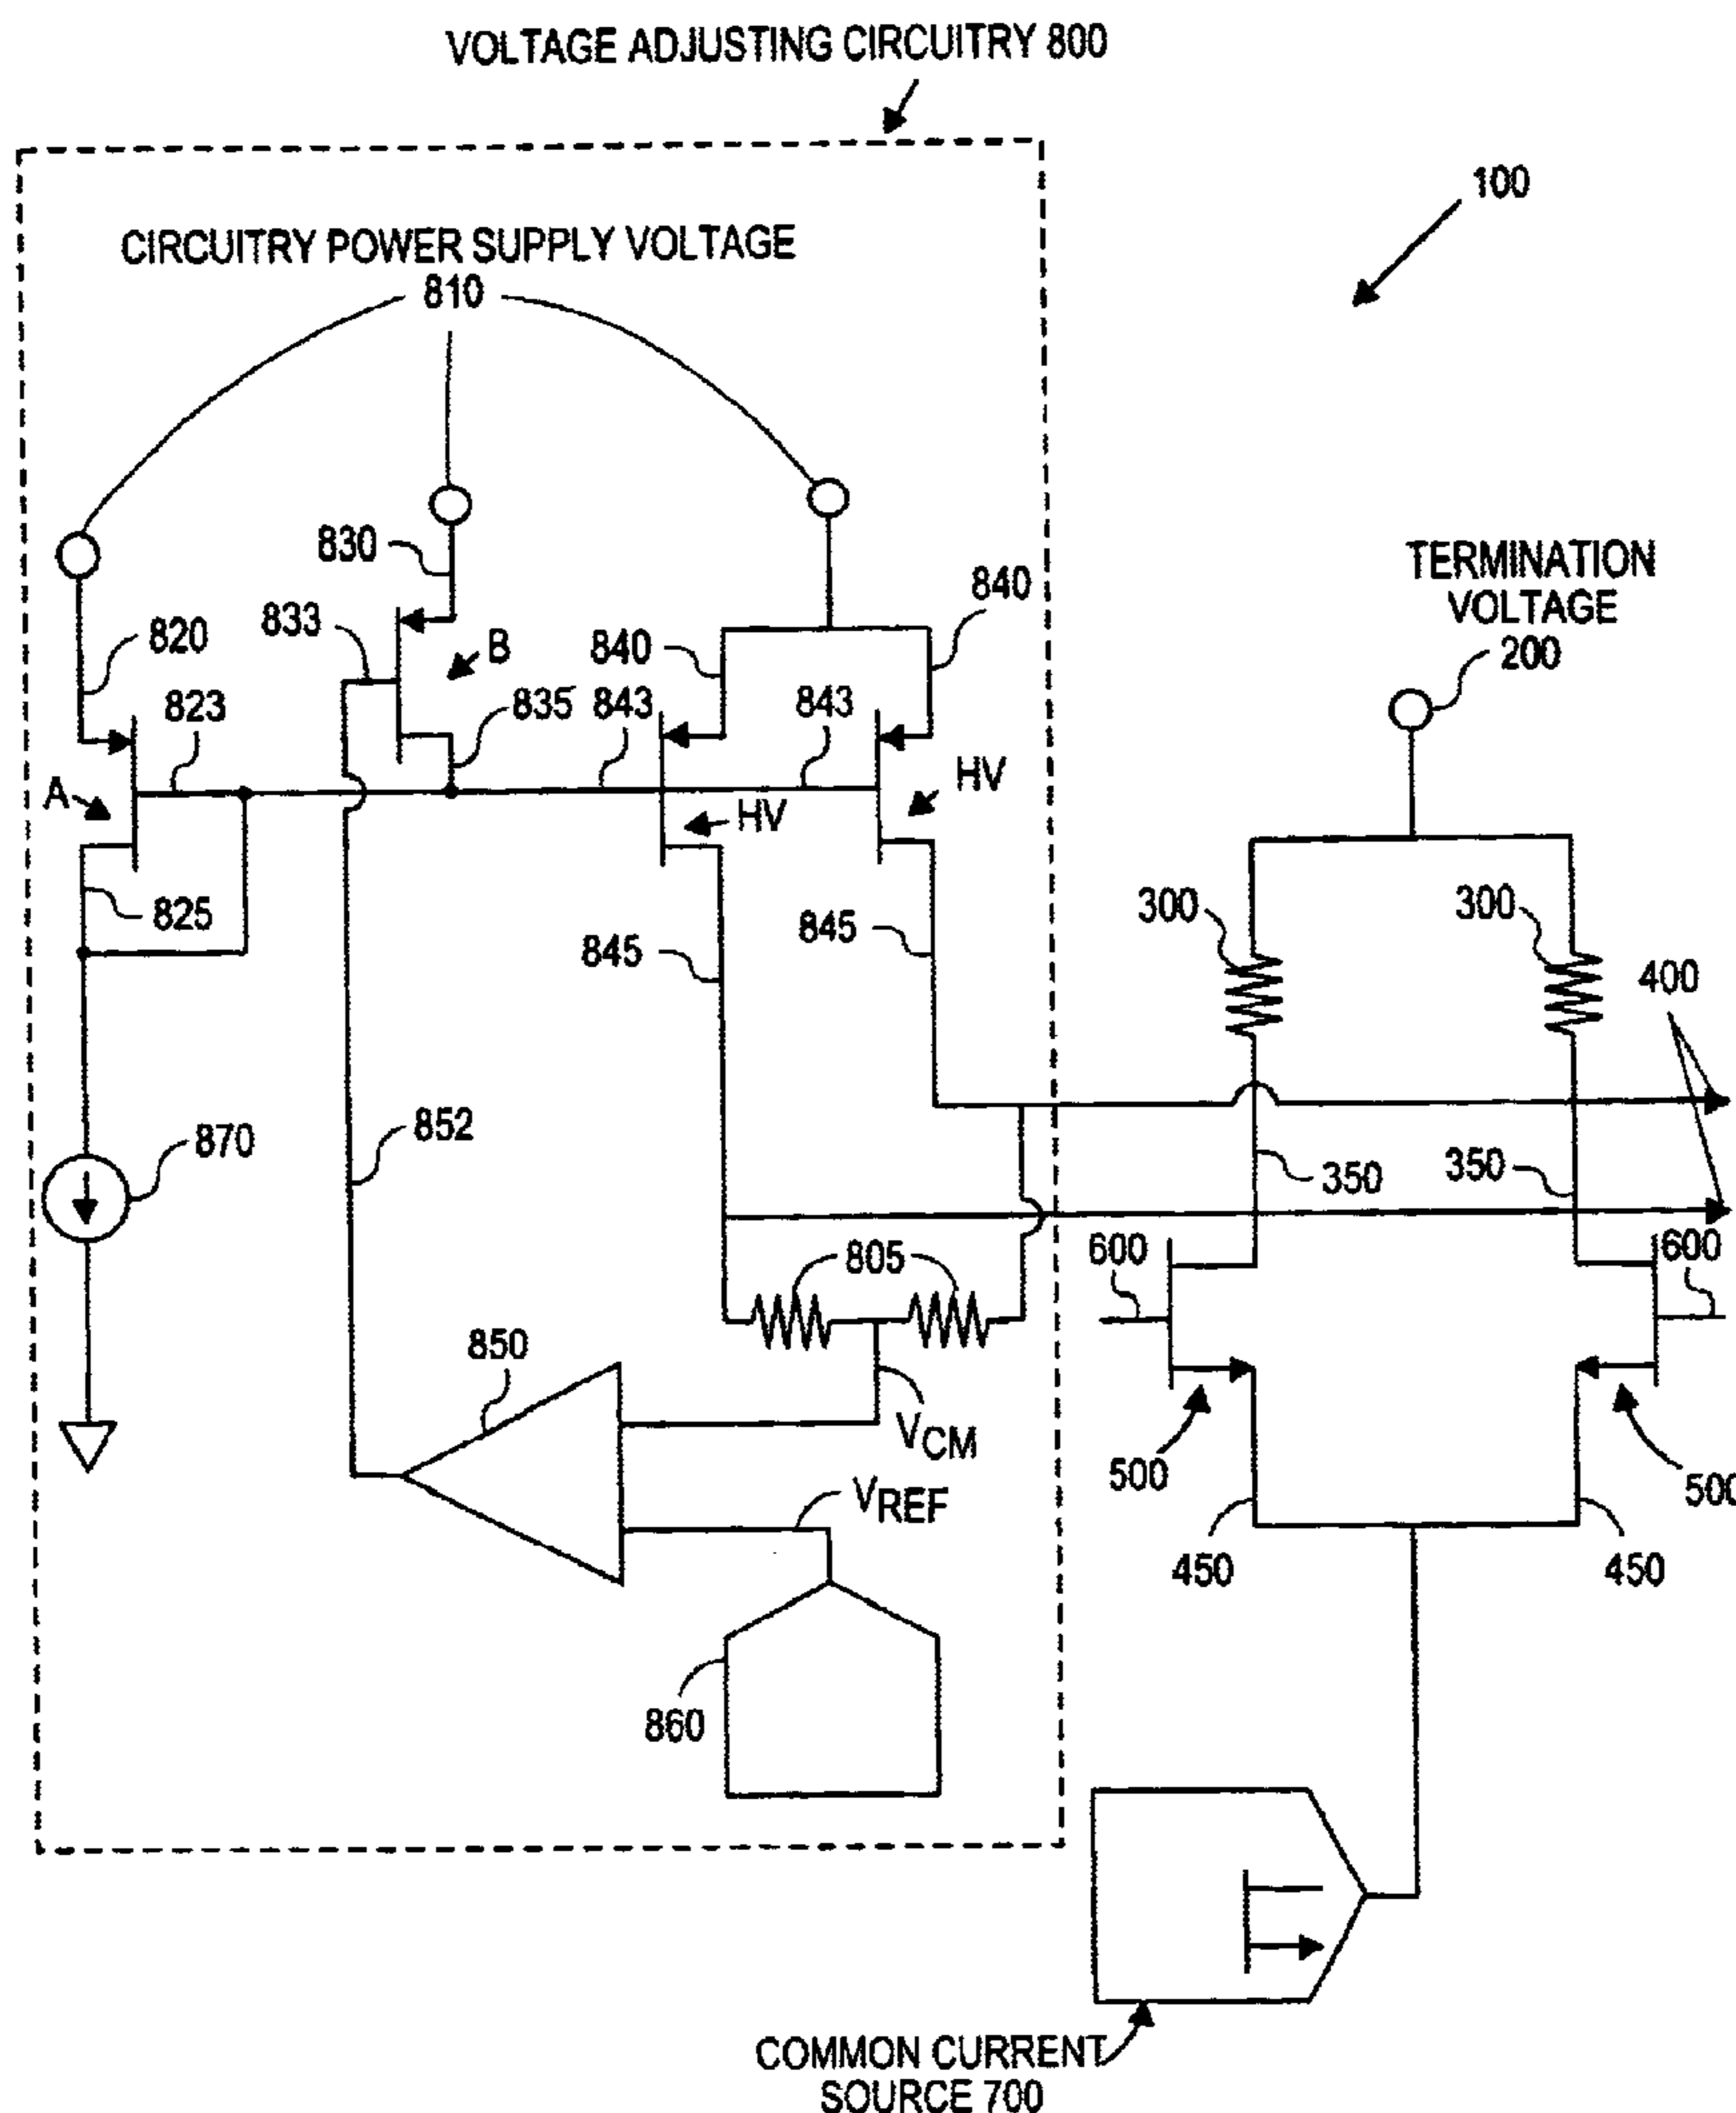 VOLTAGE ADJUSTING CIRCUITRY 800
100
CIRCUITRY POWER SUPPLY VOLTAGE
810
830
TERMINATION
VOLTAGE
200
840
833
B
820
840
823
835
843
843
A
HV
HV
825
300
300
845
845
400
852
870
350
350
600
805
600
850
VCM
500
500
VREF
450
450
860
COMMON CURRENT
SOURCE 700